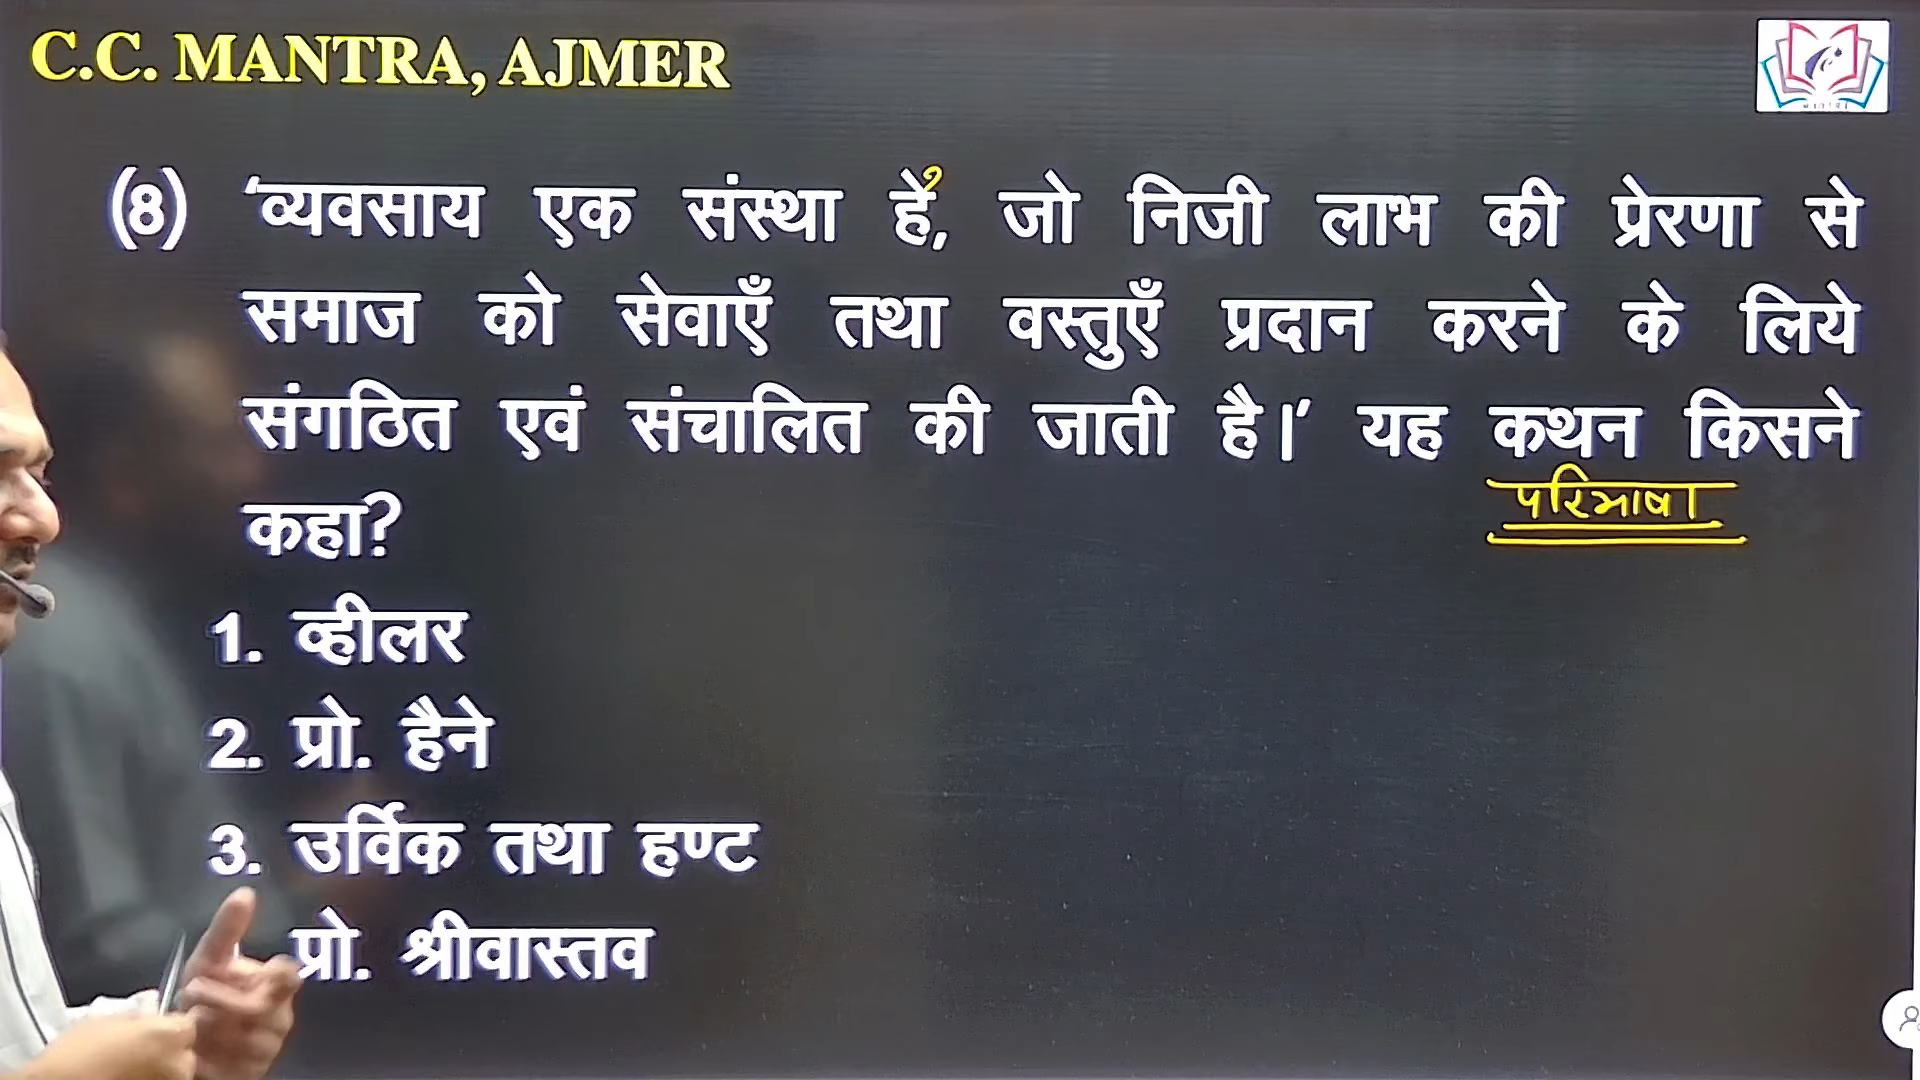 C.C. MANTRA, AJMER
(8) ‘व्यवसाय एक संस्था है, जो निजी लाभ की प्रेरणा से
समाज को सेवाएँ तथा वस्तुएँ प्रदान करने के लिये
संगठित एवं संचालित की जाती है।’ यह कथन किसने
परिभाषा
कहा?
1. व्हीलर
2. प्रो. हैने
3. उर्विक तथा हण्ट
प्रो. श्रीवास्तव